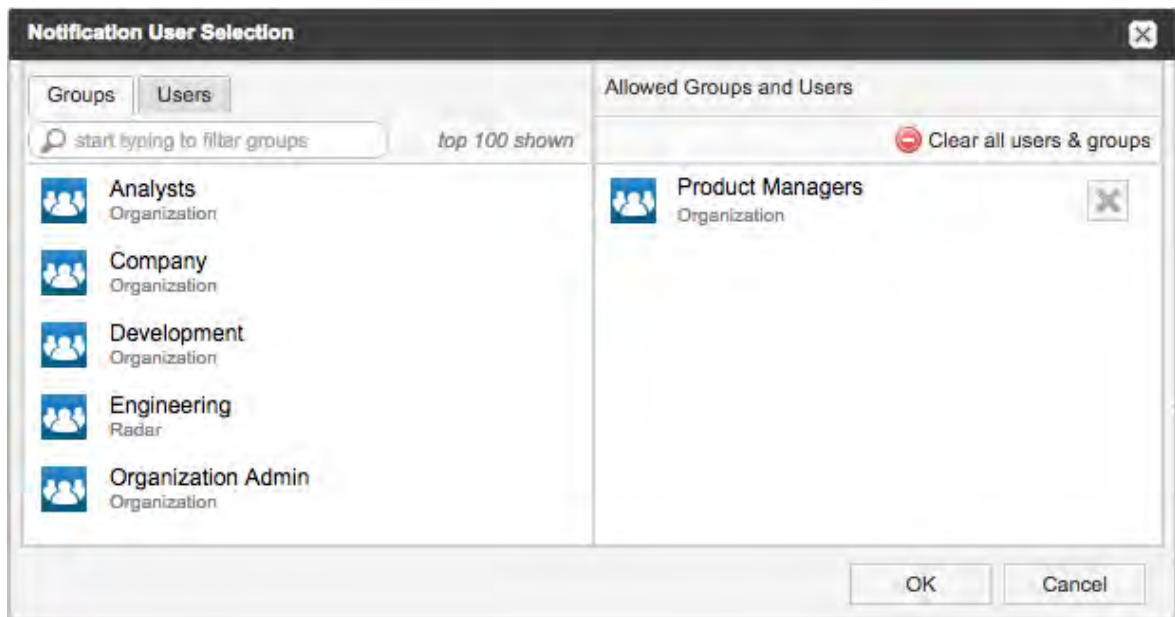 Notification User Selection
Groups
Users
start typing to filter groups
top 100 shown
Analysts
Organization
Company
Organization
Development
Organization
Engineering
Radar
Organization Admin
Organization
Allowed Groups and Users
Clear all users & groups
Product Managers
Organization
OK
Cancel